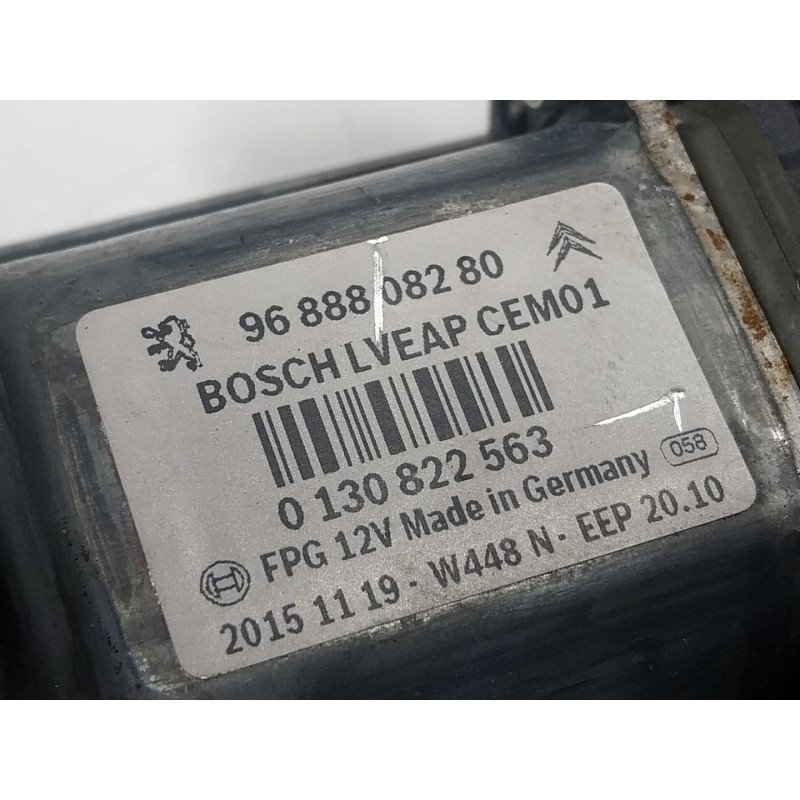 96 888 082 80
BOSCH LVEAP CEM01
0 130 822 563
058
FPG 12V Made in Germany
2015 11 19 - W448 N - EEP 20.10